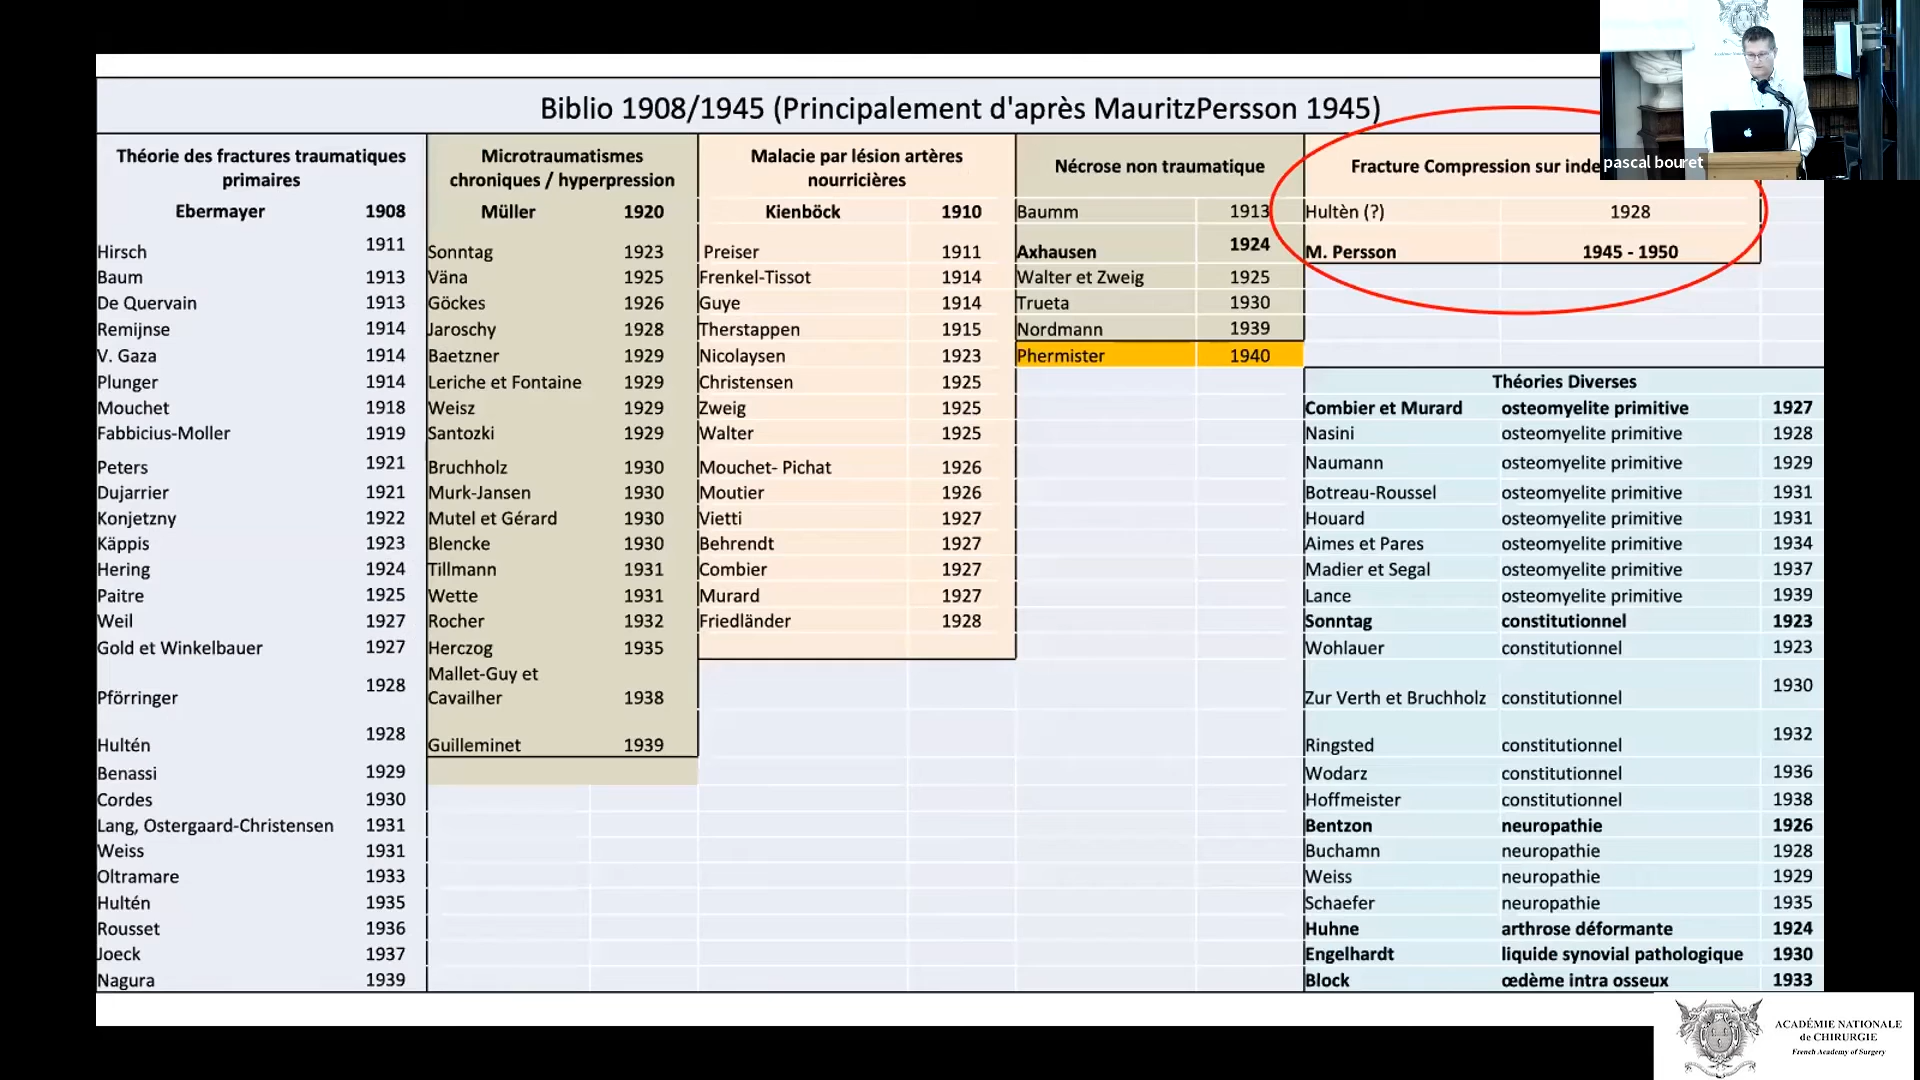 Biblio 1908/1945 (Principalement d'après MauritzPersson 1945)
Théorie des fractures traumatiques
primaires
Ebermayer 1908
Hirsch 1911
Baum 1913
De Quervain 1913
Remijnse 1914
V. Gaza 1914
Plunger 1914
Mouchet 1918
Fabbicius-Moller 1919
Peters 1921
Dujarrier 1921
Konjetzny 1922
Käppis 1923
Hering 1924
Paitre 1925
Weil 1927
Gold et Winkelbauer 1927
Pförringer 1928
Hultén 1928
Benassi 1929
Cordes 1930
Lang, Ostergaard-Christensen 1931
Weiss 1931
Oltramare 1933
Hultén 1935
Rousset 1936
Joeck 1937
Nagura 1939
Microtraumatismes
chroniques / hyperpression
Müller 1920
Sonntag 1923
Väna 1925
Göckes 1926
Jaroschy 1928
Baetzner 1929
Leriche et Fontaine 1929
Weisz 1929
Santozki 1929
Bruchholz 1930
Murk-Jansen 1930
Mutel et Gérard 1930
Blencke 1930
Tillmann 1931
Wette 1931
Rocher 1932
Herczog 1935
Mallet-Guy et
Cavailher 1938
Guilleminet 1939
Malacie par lésion artères
nourricières
Kienböck 1910
Preiser 1911
Frenkel-Tissot 1914
Guye 1914
Therstappen 1915
Nicolaysen 1923
Christensen 1925
Zweig 1925
Walter 1925
Mouchet- Pichat 1926
Moutier 1926
Vietti 1927
Behrendt 1927
Combier 1927
Murard 1927
Friedländer 1928
Nécrose non traumatique
Baumm 1913
Axhausen 1924
Walter et Zweig 1925
Trueta 1930
Nordmann 1939
Phermister 1940
Fracture Compression sur inde
Hultèn (?) 1928
M. Persson 1945 - 1950
Théories Diverses
Combier et Murard osteomyelite primitive 1927
Nasini osteomyelite primitive 1928
Naumann osteomyelite primitive 1929
Botreau-Roussel osteomyelite primitive 1931
Houard osteomyelite primitive 1931
Aimes et Pares osteomyelite primitive 1934
Madier et Segal osteomyelite primitive 1937
Lance osteomyelite primitive 1939
Sonntag constitutionnel 1923
Wohlauer constitutionnel 1923
Zur Verth et Bruchholz constitutionnel 1930
Ringsted constitutionnel 1932
Wodarz constitutionnel 1936
Hoffmeister constitutionnel 1938
Bentzon neuropathie 1926
Buchamn neuropathie 1928
Weiss neuropathie 1929
Schaefer neuropathie 1935
Huhne arthrose déformante 1924
Engelhardt liquide synovial pathologique 1930
Block œdème intra osseux 1933
pascal bouret
ACADÉMIE NATIONALE
de CHIRURGIE
French Academy of Surgery